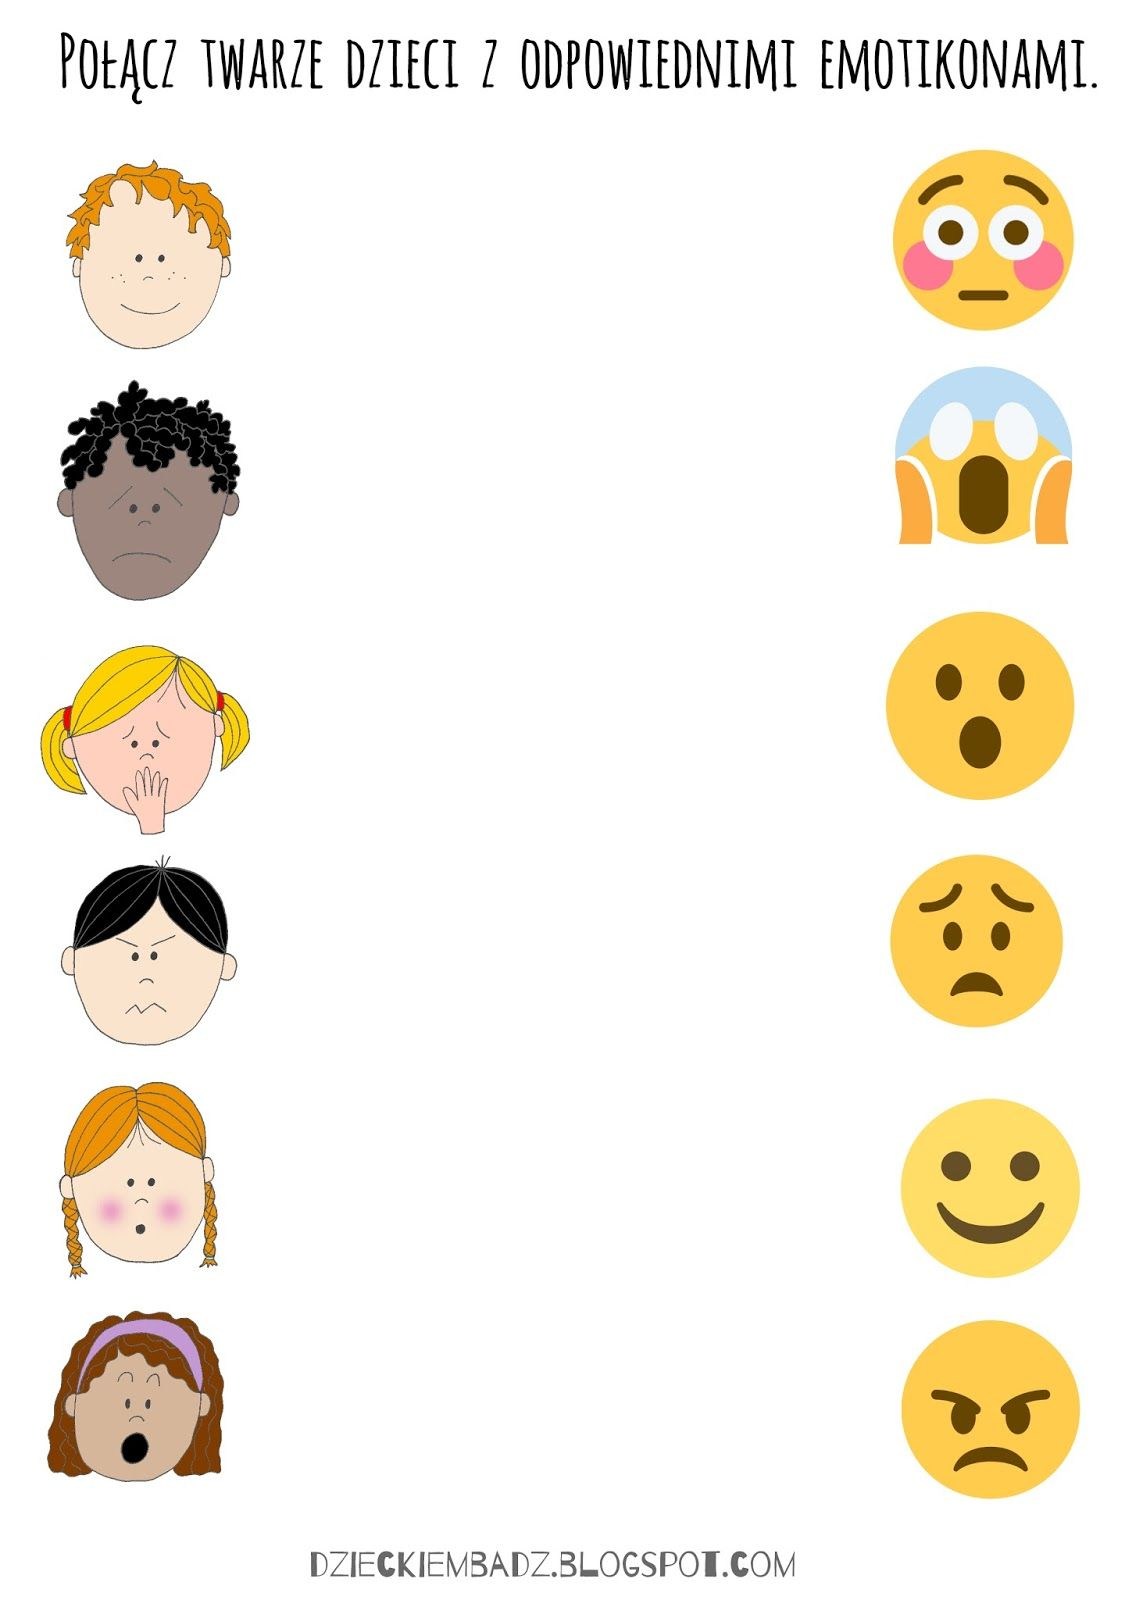 Połącz twarze dzieci z odpowiednimi emotikonami.
DZIECKIEMBADZ.BLOGSPOT.COM